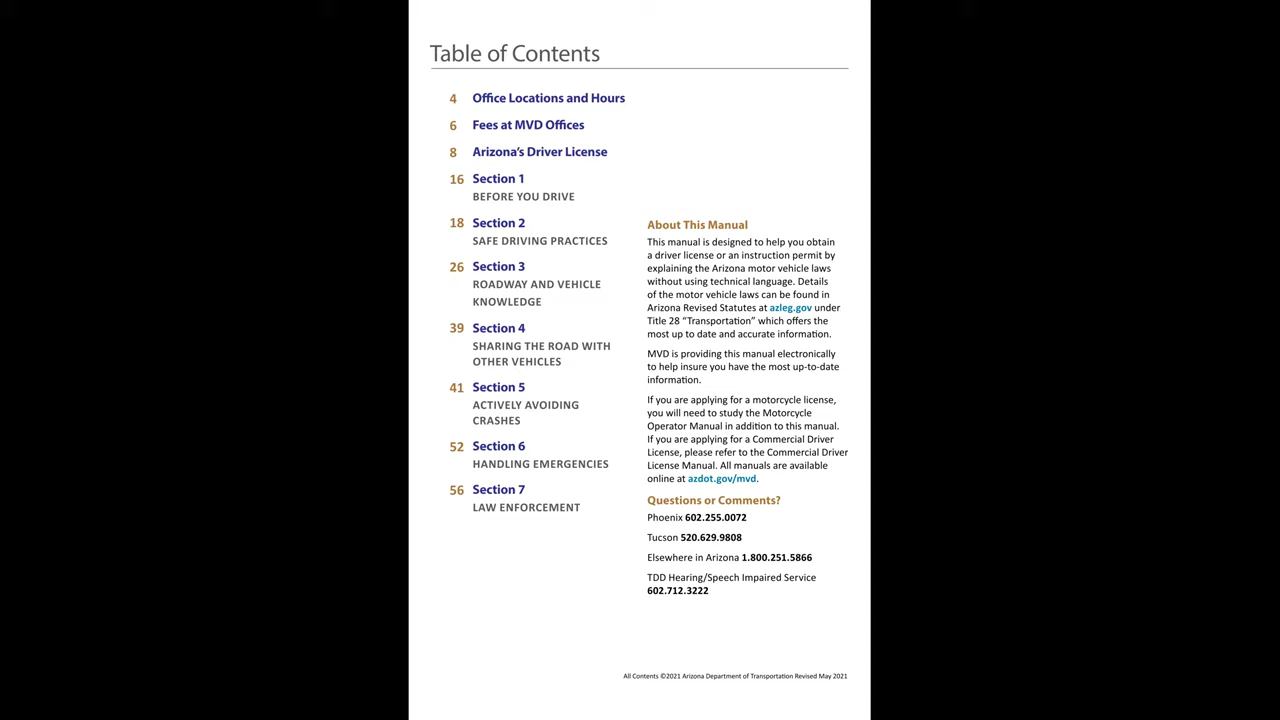 Table of Contents
4 Office Locations and Hours
6 Fees at MVD Offices
8 Arizona's Driver License
16 Section 1
BEFORE YOU DRIVE
18 Section 2
SAFE DRIVING PRACTICES
26 Section 3
ROADWAY AND VEHICLE
KNOWLEDGE
39 Section 4
SHARING THE ROAD WITH
OTHER VEHICLES
41 Section 5
ACTIVELY AVOIDING
CRASHES
52 Section 6
HANDLING EMERGENCIES
56 Section 7
LAW ENFORCEMENT
About This Manual
This manual is designed to help you obtain
a driver license or an instruction permit by
explaining the Arizona motor vehicle laws
without using technical language. Details
of the motor vehicle laws can be found in
Arizona Revised Statutes at azleg.gov under
Title 28 “Transportation” which offers the
most up to date and accurate information.
MVD is providing this manual electronically
to help insure you have the most up-to-date
information.
If you are applying for a motorcycle license,
you will need to study the Motorcycle
Operator Manual in addition to this manual.
If you are applying for a Commercial Driver
License, please refer to the Commercial Driver
License Manual. All manuals are available
online at azdot.gov/mvd.
Questions or Comments?
Phoenix 602.255.0072
Tucson 520.629.9808
Elsewhere in Arizona 1.800.251.5866
TDD Hearing/Speech Impaired Service
602.712.3222
All Contents ©2021 Arizona Department of Transportation Revised May 2021